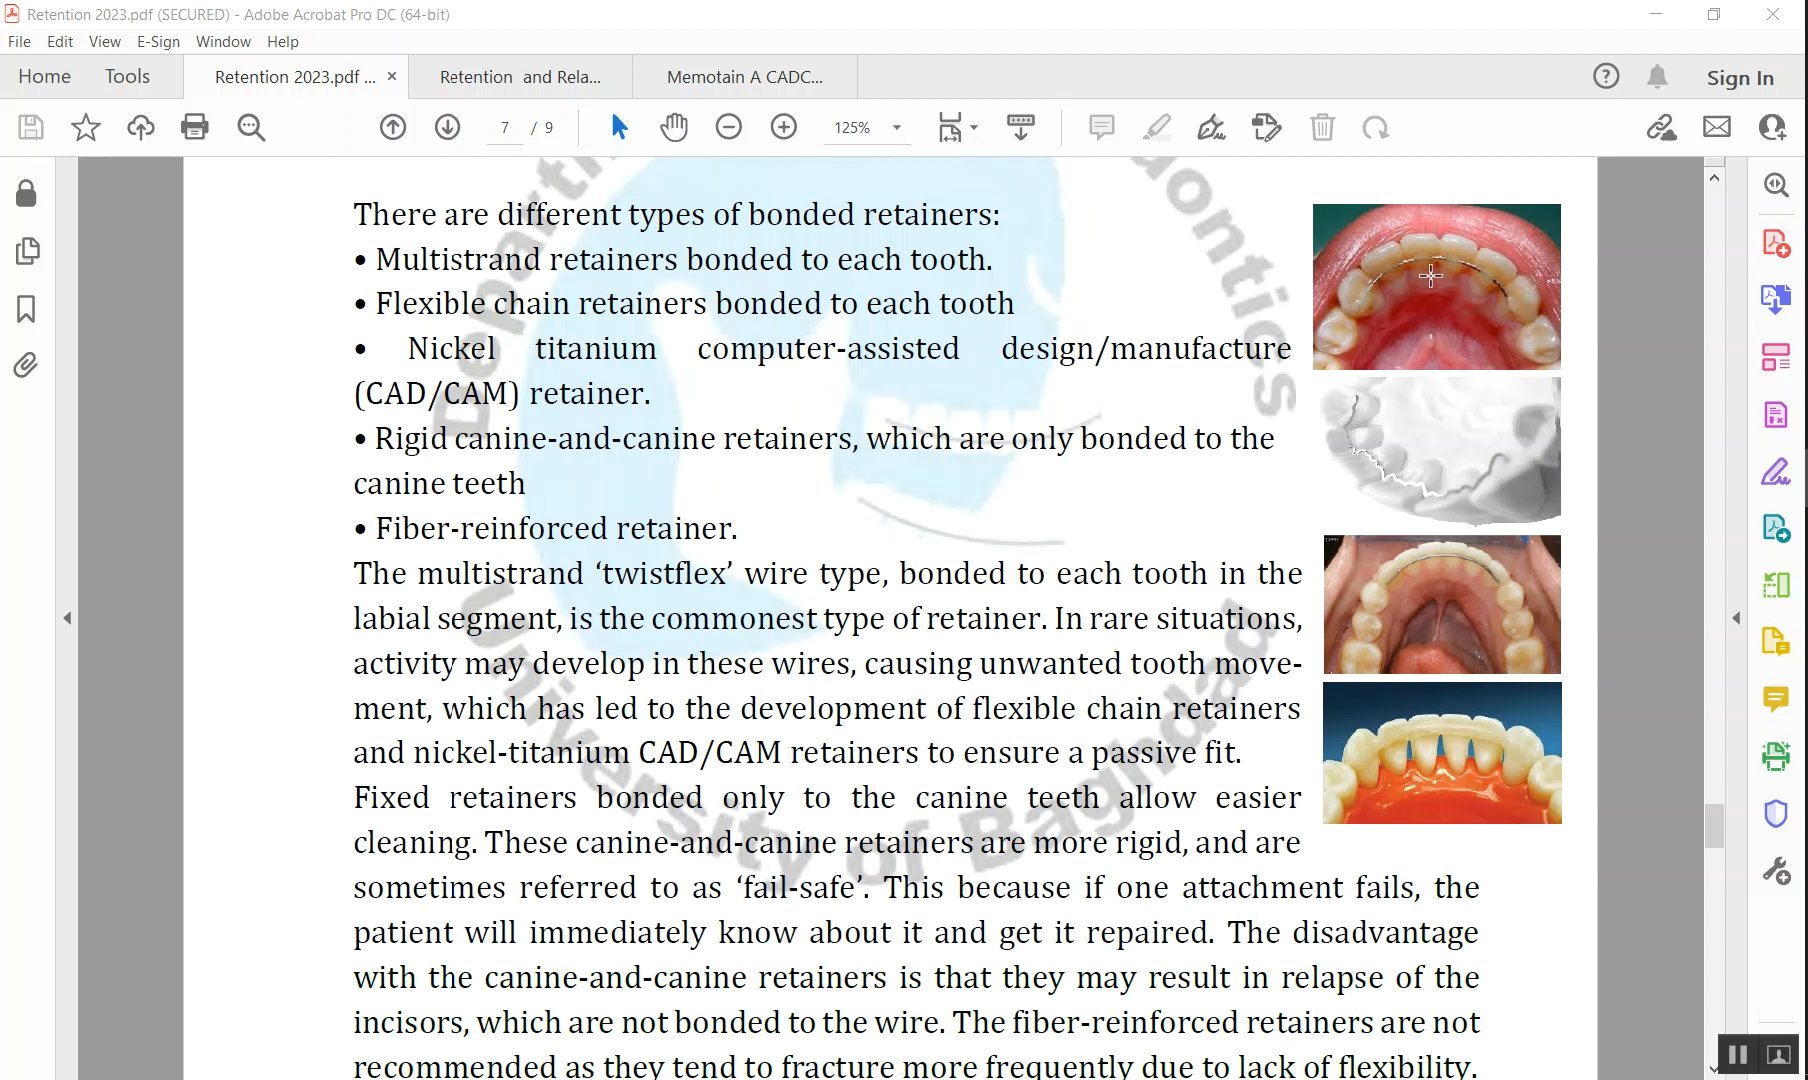 Retention 2023.pdf (SECURED) - Adobe Acrobat Pro DC (64-bit)
File Edit View E-Sign Window Help
Home Tools Retention 2023.pdf ... × Retention and Rela... Memotain A CADC... Sign In
7 / 9 125%
There are different types of bonded retainers:
• Multistrand retainers bonded to each tooth.
• Flexible chain retainers bonded to each tooth
• Nickel titanium computer-assisted design/manufacture
(CAD/CAM) retainer.
• Rigid canine-and-canine retainers, which are only bonded to the
canine teeth
• Fiber-reinforced retainer.
The multistrand ‘twistflex’ wire type, bonded to each tooth in the
labial segment, is the commonest type of retainer. In rare situations,
activity may develop in these wires, causing unwanted tooth move-
ment, which has led to the development of flexible chain retainers
and nickel-titanium CAD/CAM retainers to ensure a passive fit.
Fixed retainers bonded only to the canine teeth allow easier
cleaning. These canine-and-canine retainers are more rigid, and are
sometimes referred to as ‘fail-safe’. This because if one attachment fails, the
patient will immediately know about it and get it repaired. The disadvantage
with the canine-and-canine retainers is that they may result in relapse of the
incisors, which are not bonded to the wire. The fiber-reinforced retainers are not
recommended as they tend to fracture more frequently due to lack of flexibility.
University of Baghdad